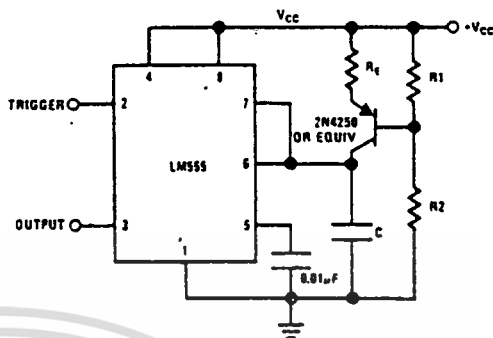 VCC
+VCC
4
8
RE
R1
TRIGGER
2
7
2N4250
OR EQUIV
LM555
6
R2
OUTPUT
3
5
C
1
0.01µF